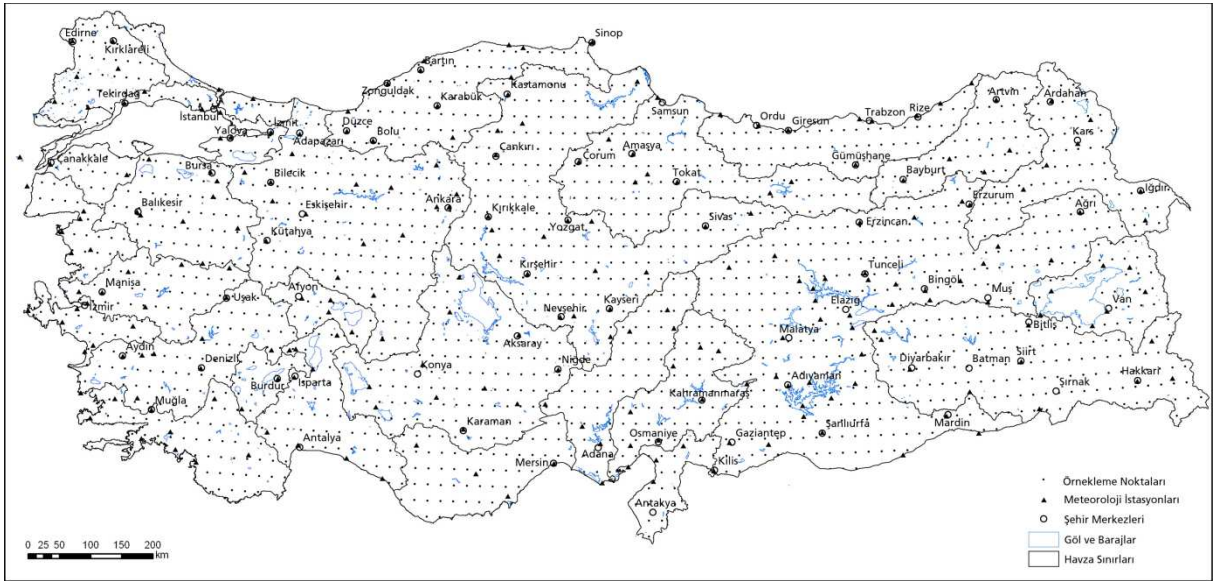 Edirne
Kırklareli
Sinop
Bartın
Zonguldak
Kastamonu
Karabük
Tekirdağ
İstanbul
Samsun
Artvin
Ardahan
Rize
Trabzon
Ordu
Giresun
Yalova
İzmit
Adapazarı
Düzce
Bolu
Kars
Çanakkale
Bursa
Bilecik
Çankırı
Çorum
Amasya
Tokat
Gümüşhane
Bayburt
Erzurum
Iğdır
Ağrı
Balıkesir
Eskişehir
Ankara
Kırıkkale
Yozgat
Sivas
Erzincan
Kütahya
Kırşehir
Tunceli
Bingöl
Muş
Van
Manisa
İzmir
Uşak
Afyon
Nevşehir
Kayseri
Elazığ
Malatya
Bitlis
Aksaray
Aydın
Denizli
Burdur
Isparta
Konya
Niğde
Diyarbakır
Batman
Siirt
Hakkari
Şırnak
Adıyaman
Kahramanmaraş
Muğla
Antalya
Karaman
Mersin
Adana
Osmaniye
Gaziantep
Şanlıurfa
Mardin
Kilis
Antakya
Örnekleme Noktaları
Meteoroloji İstasyonları
Şehir Merkezleri
Göl ve Barajlar
Havza Sınırları
0 25 50 100 150 200
km